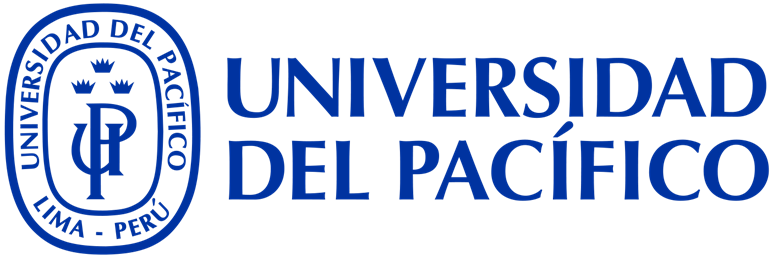 UNIVERSIDAD DEL PACÍFICO
LIMA - PERÚ
UP
UNIVERSIDAD
DEL PACÍFICO